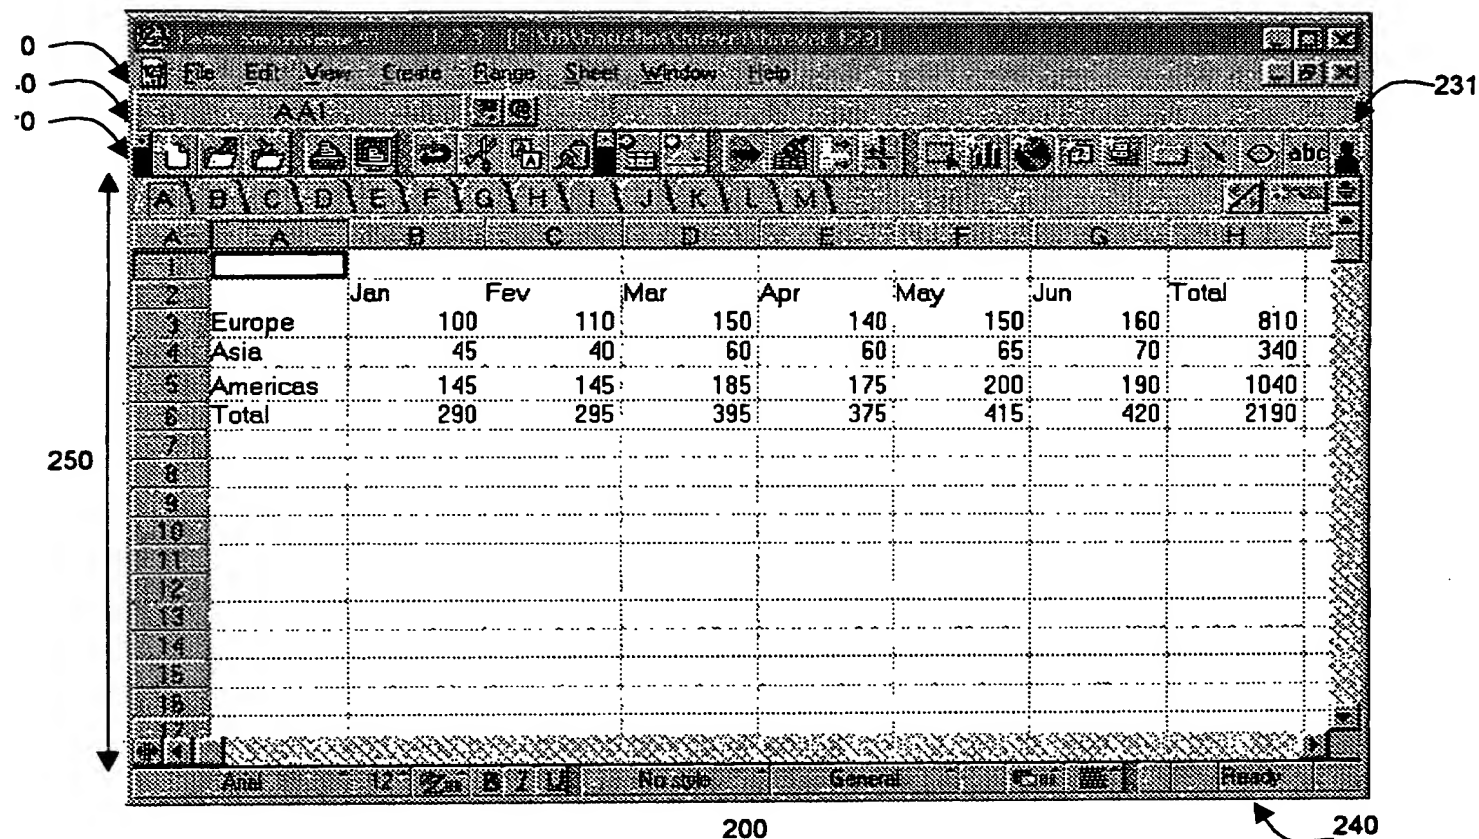 0
.0
0
231
File Edit View Create Range Sheet Window Help
A:A1
abc
A B C D E F G H I J K L M
A A B C D E F G H
1
2 Jan Fev Mar Apr May Jun Total
3 Europe 100 110 150 140 150 160 810
4 Asia 45 40 60 60 65 70 340
5 Americas 145 145 185 175 200 190 1040
6 Total 290 295 395 375 415 420 2190
7
250
8
9
10
11
12
13
14
15
16
Arial 12 B I U No style General Ready
200
240